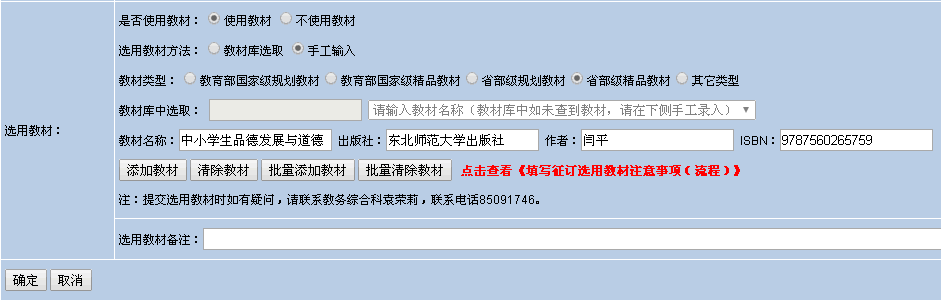 是否使用教材： 使用教材 不使用教材
选用教材方法： 教材库选取 手工输入
教材类型： 教育部国家级规划教材 教育部国家级精品教材 省部级规划教材 省部级精品教材 其它类型
教材库中选取： 请输入教材名称（教材库中如未查到教材，请在下侧手工录入）
选用教材：
教材名称：中小学生品德发展与道德 出版社：东北师范大学出版社 作者：闫平 ISBN：9787560265759
添加教材 清除教材 批量添加教材 批量清除教材 点击查看《填写征订选用教材注意事项（流程）》
注：提交选用教材时如有疑问，请联系教务综合科袁荣莉，联系电话85091746。
选用教材备注：
确定 取消